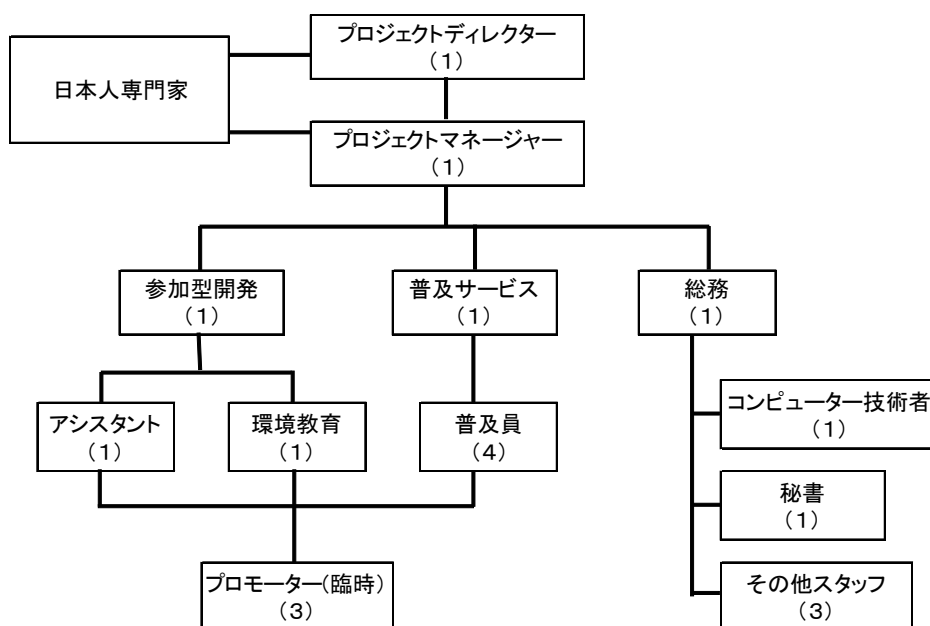 プロジェクトディレクター
（１）
日本人専門家
プロジェクトマネージャー
（１）
参加型開発
（１）
普及サービス
（１）
総務
（１）
アシスタント
（１）
環境教育
（１）
普及員
（４）
コンピューター技術者
（１）
秘書
（１）
プロモーター(臨時）
（３）
その他スタッフ
（３）